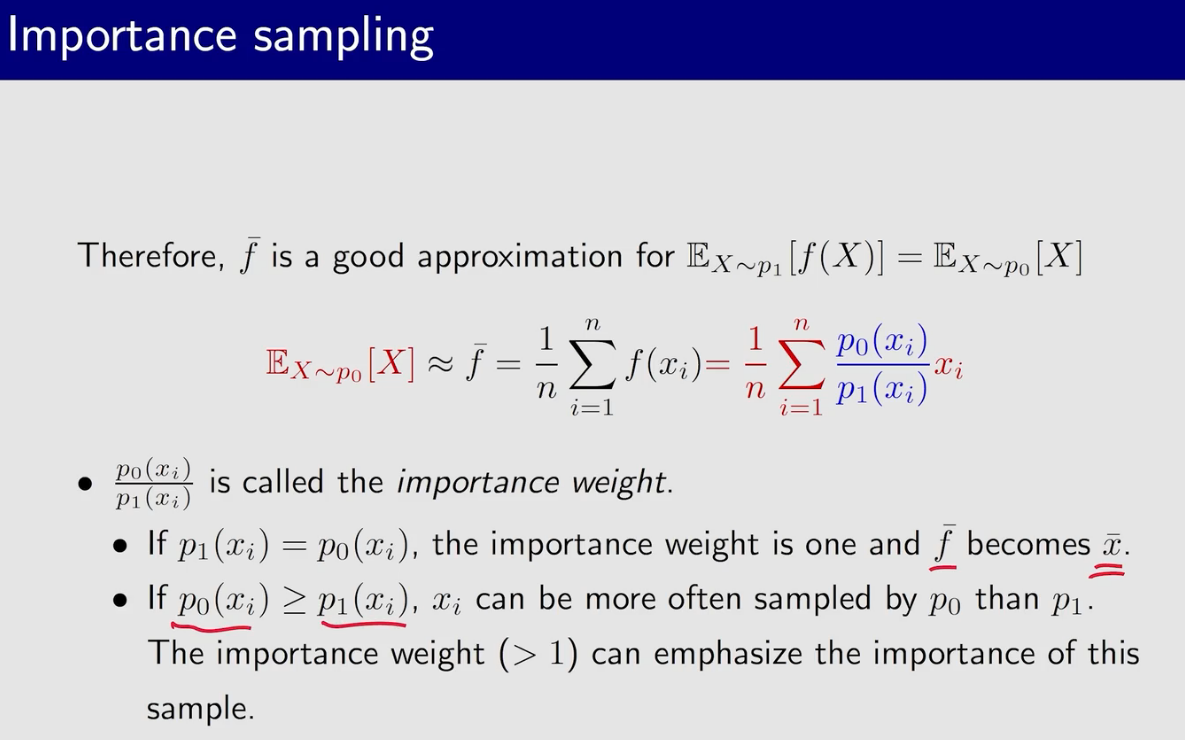 Importance sampling
Therefore, $\bar{f}$ is a good approximation for $\mathbb{E}_{X \sim p_1}[f(X)] = \mathbb{E}_{X \sim p_0}[X]$
$\mathbb{E}_{X \sim p_0}[X] \approx \bar{f} = \frac{1}{n} \sum_{i=1}^{n} f(x_i) = \frac{1}{n} \sum_{i=1}^{n} \frac{p_0(x_i)}{p_1(x_i)} x_i$
• $\frac{p_0(x_i)}{p_1(x_i)}$ is called the importance weight.
• If $p_1(x_i) = p_0(x_i)$, the importance weight is one and $\bar{f}$ becomes $\bar{x}$.
• If $p_0(x_i) \geq p_1(x_i)$, $x_i$ can be more often sampled by $p_0$ than $p_1$.
The importance weight (> 1) can emphasize the importance of this
sample.